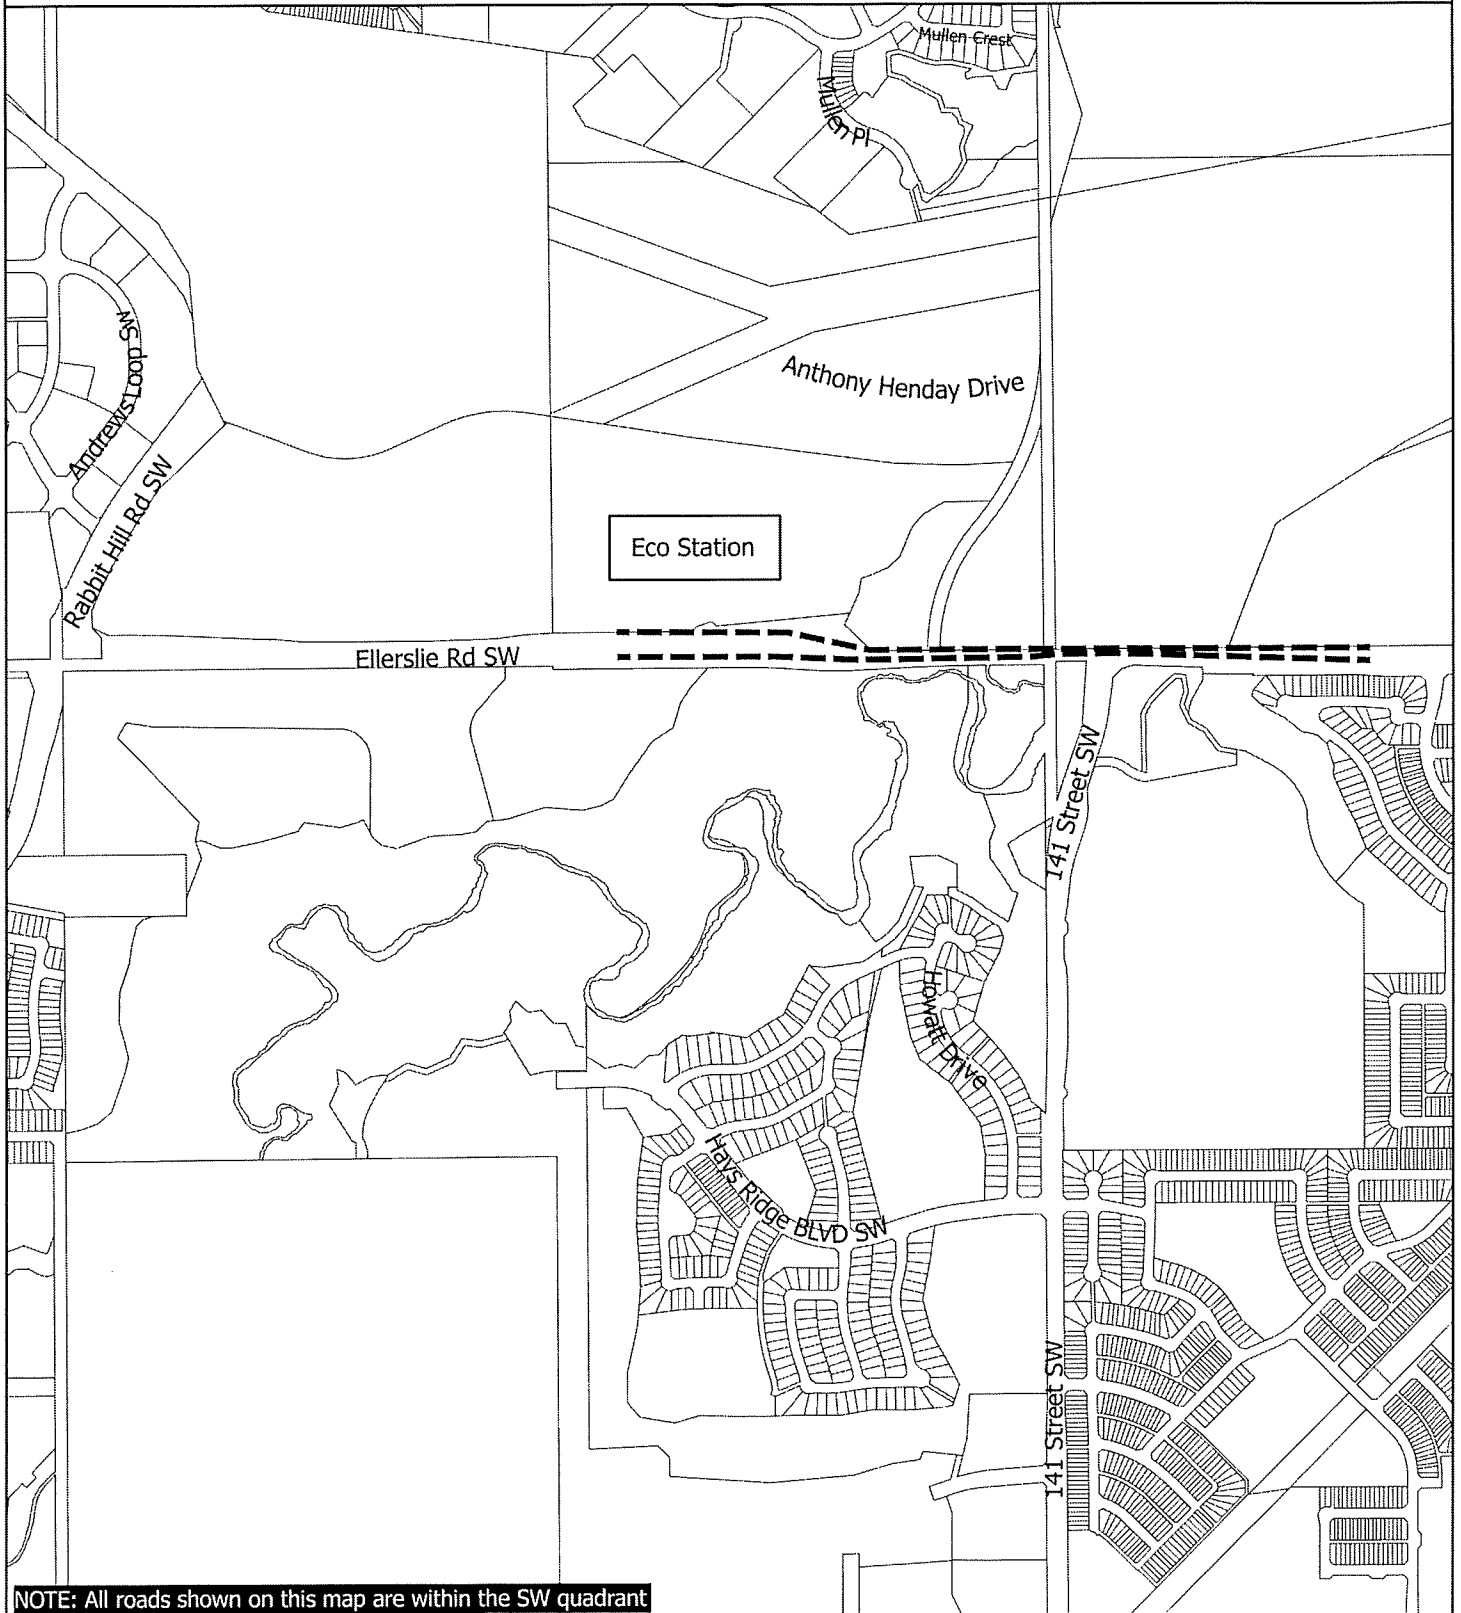 Mullen Crest
Mullen Pl
Andrews Loop SW
Anthony Henday Drive
Rabbit Hill Rd SW
Eco Station
Ellerslie Rd SW
141 Street SW
Howatt Drive
Hays Ridge BLVD SW
141 Street SW
NOTE: All roads shown on this map are within the SW quadrant